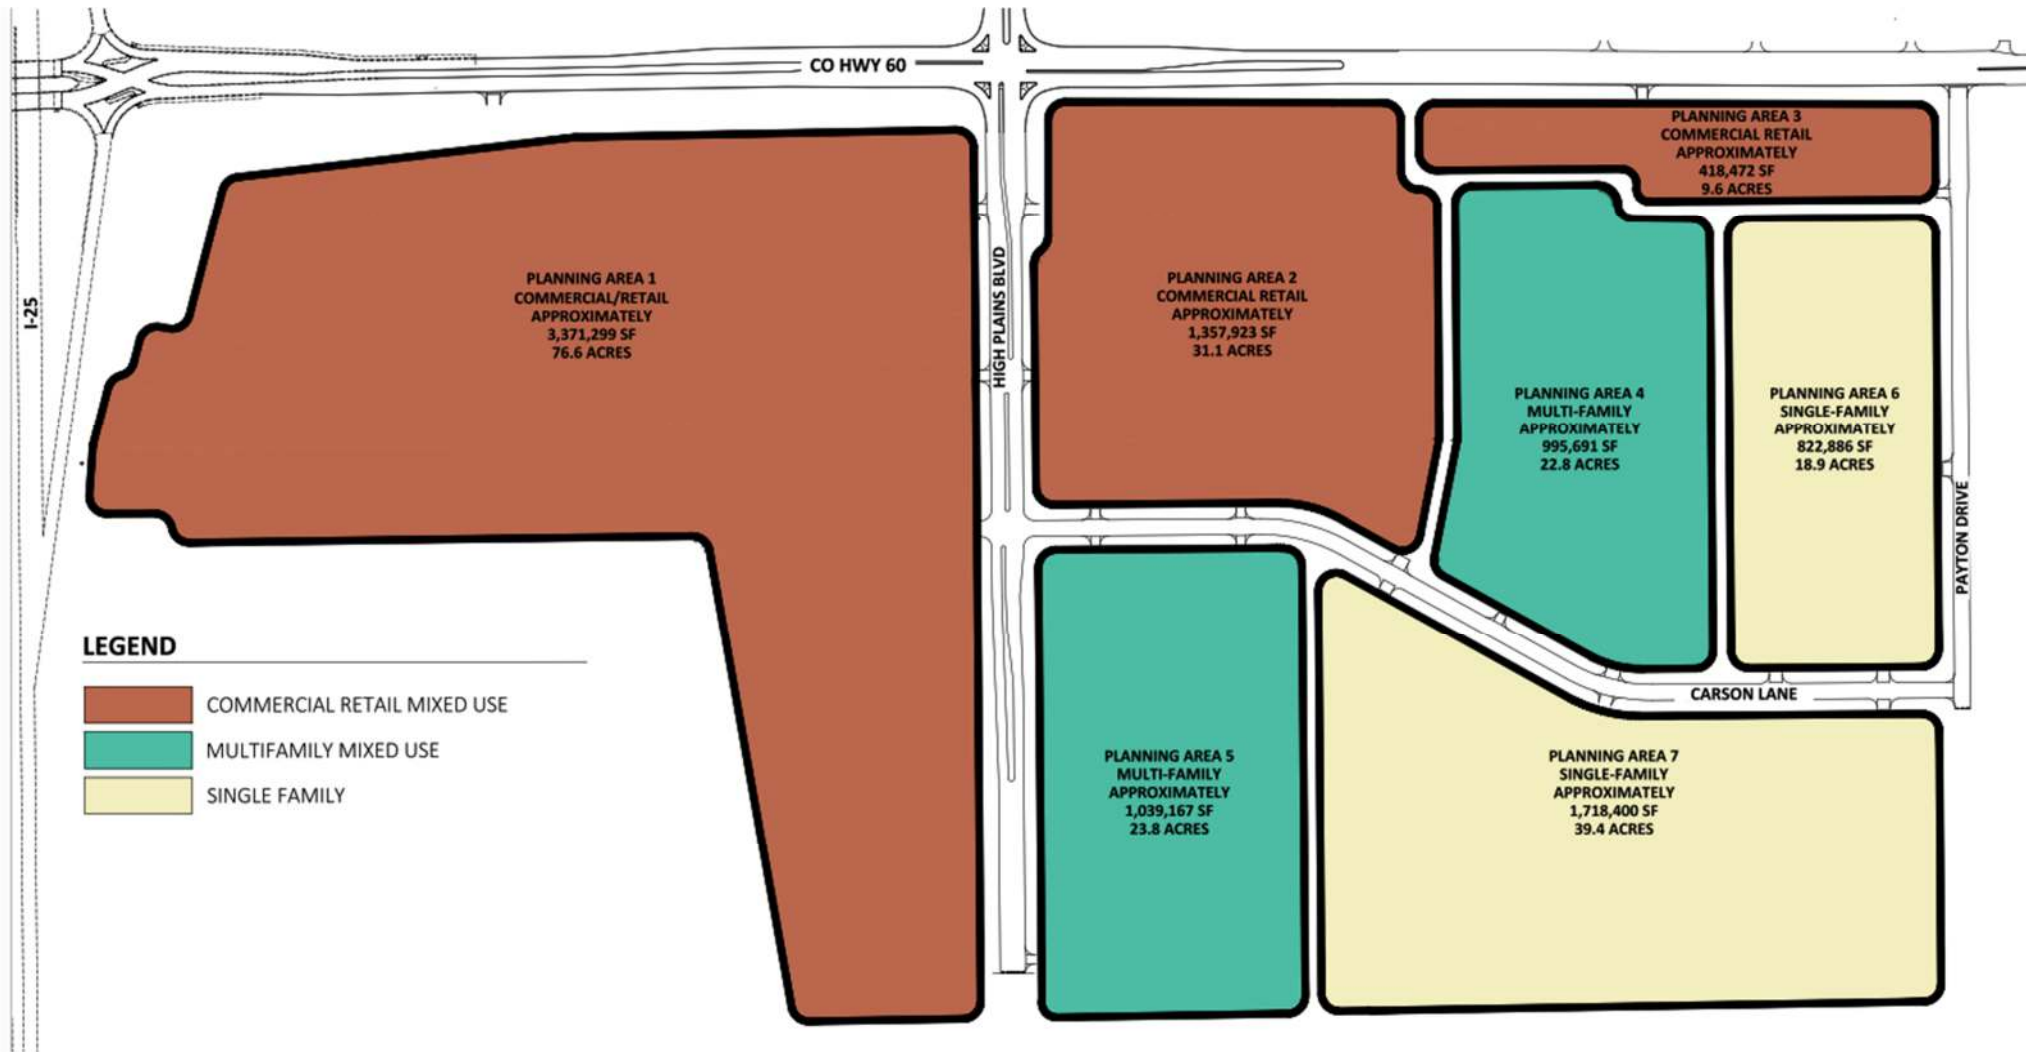 CO HWY 60
I-25
HIGH PLAINS BLVD
PLANNING AREA 1
COMMERCIAL/RETAIL
APPROXIMATELY
3,371,299 SF
76.6 ACRES
PLANNING AREA 2
COMMERCIAL RETAIL
APPROXIMATELY
1,357,923 SF
31.1 ACRES
PLANNING AREA 3
COMMERCIAL RETAIL
APPROXIMATELY
418,472 SF
9.6 ACRES
PLANNING AREA 4
MULTI-FAMILY
APPROXIMATELY
995,691 SF
22.8 ACRES
PLANNING AREA 6
SINGLE-FAMILY
APPROXIMATELY
822,886 SF
18.9 ACRES
PAYTON DRIVE
CARSON LANE
PLANNING AREA 5
MULTI-FAMILY
APPROXIMATELY
1,039,167 SF
23.8 ACRES
PLANNING AREA 7
SINGLE-FAMILY
APPROXIMATELY
1,718,400 SF
39.4 ACRES
LEGEND
COMMERCIAL RETAIL MIXED USE
MULTIFAMILY MIXED USE
SINGLE FAMILY